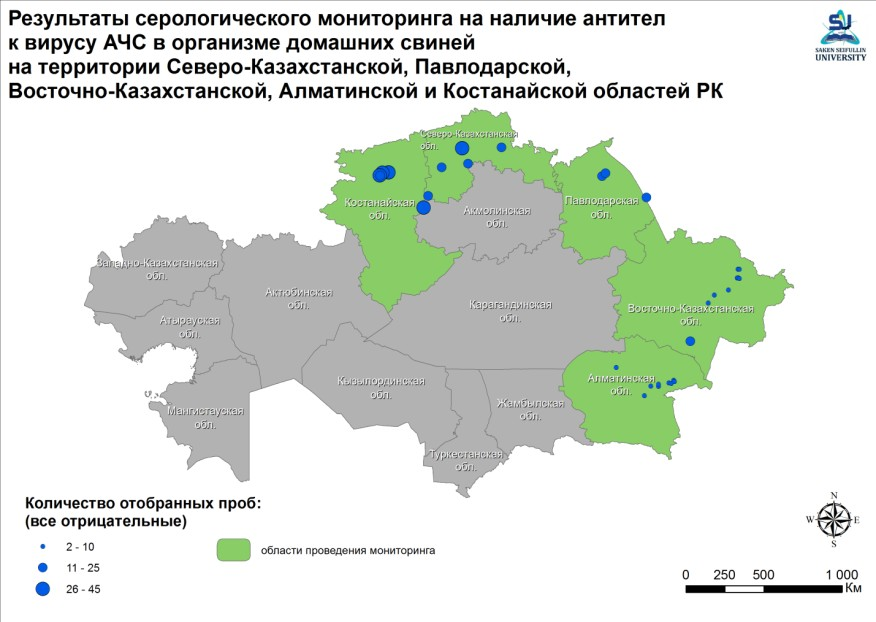 Результаты серологического мониторинга на наличие антител
к вирусу АЧС в организме домашних свиней
на территории Северо-Казахстанской, Павлодарской,
Восточно-Казахстанской, Алматинской и Костанайской областей РК
SU
SAKEN SEIFULLIN
UNIVERSITY
Северо-Казахстанская
обл.
Костанайская
обл.
Акмолинская
обл.
Павлодарская
обл.
Западно-Казахстанская
обл.
Актюбинская
обл.
Атырауская
обл.
Карагандинская
обл.
Восточно-Казахстанская
обл.
Мангистауская
обл.
Кызылординская
обл.
Жамбылская
обл.
Алматинская
обл.
Туркестанская
обл.
Количество отобранных проб:
(все отрицательные)
2 - 10
11 - 25
26 - 45
области проведения мониторинга
N
W E
S
0 250 500 1 000
Км